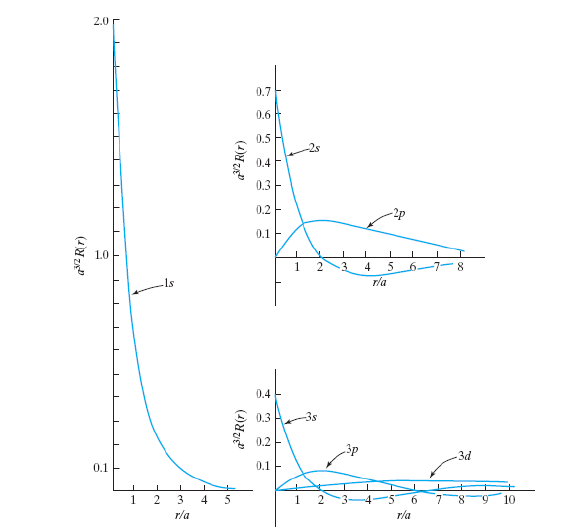 2.0
1.0
0.1
a^{3/2}R(r)
1s
1 2 3 4 5
r/a
0.7
0.6
0.5
0.4
0.3
0.2
0.1
a^{3/2}R(r)
2s
2p
1 2 3 4 5 6 7 8
r/a
0.4
0.3
0.2
0.1
a^{3/2}R(r)
3s
3p
3d
1 2 3 4 5 6 7 8 9 10
r/a